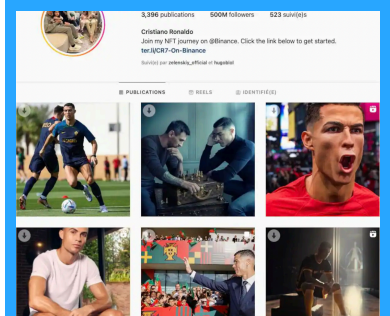 3,396 publications 500M followers 523 suivi(e)s
Cristiano Ronaldo
Join my NFT journey on @Binance. Click the link below to get started.
ter.li/CR7-On-Binance
Suivi(e) par zelenskiy_official et hugobisl
PUBLICATIONS REELS IDENTIFIÉ(E)